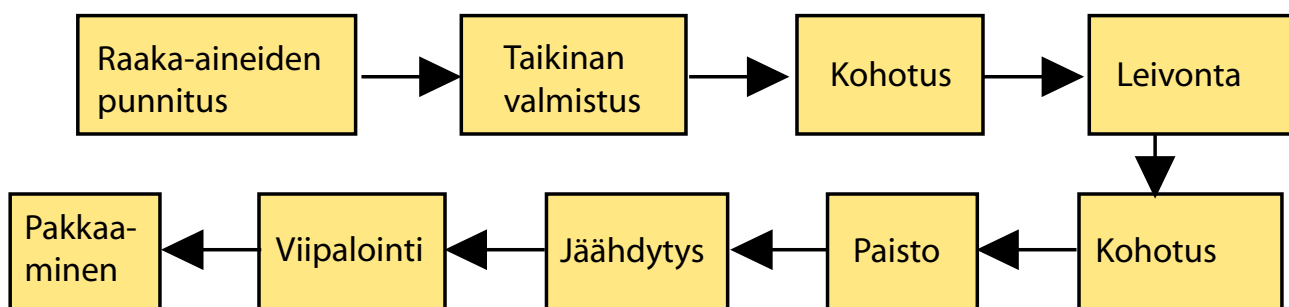 Raaka-aineiden
punnitus
Taikinan
valmistus
Kohotus
Leivonta
Kohotus
Paisto
Jäähdytys
Viipalointi
Pakkaa-
minen